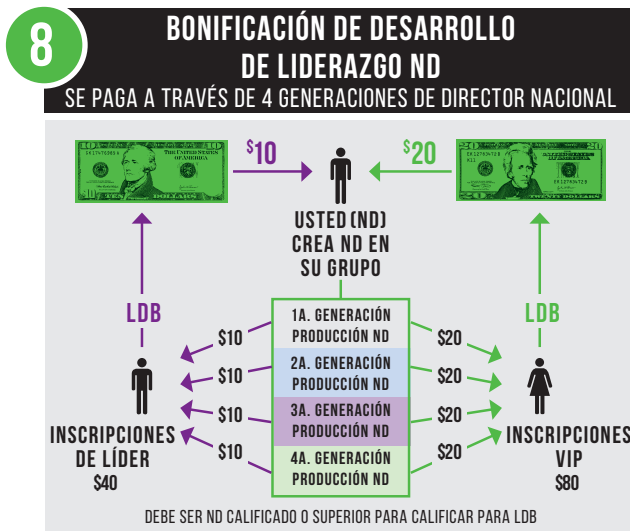 8
BONIFICACIÓN DE DESARROLLO
DE LIDERAZGO ND
SE PAGA A TRAVÉS DE 4 GENERACIONES DE DIRECTOR NACIONAL
$10
$20
USTED (ND)
CREA ND EN
SU GRUPO
LDB
LDB
1A. GENERACIÓN
PRODUCCIÓN ND
2A. GENERACIÓN
PRODUCCIÓN ND
3A. GENERACIÓN
PRODUCCIÓN ND
4A. GENERACIÓN
PRODUCCIÓN ND
$10
$10
$10
$10
$20
$20
$20
$20
INSCRIPCIONES
DE LÍDER
$40
INSCRIPCIONES
VIP
$80
DEBE SER ND CALIFICADO O SUPERIOR PARA CALIFICAR PARA LDB